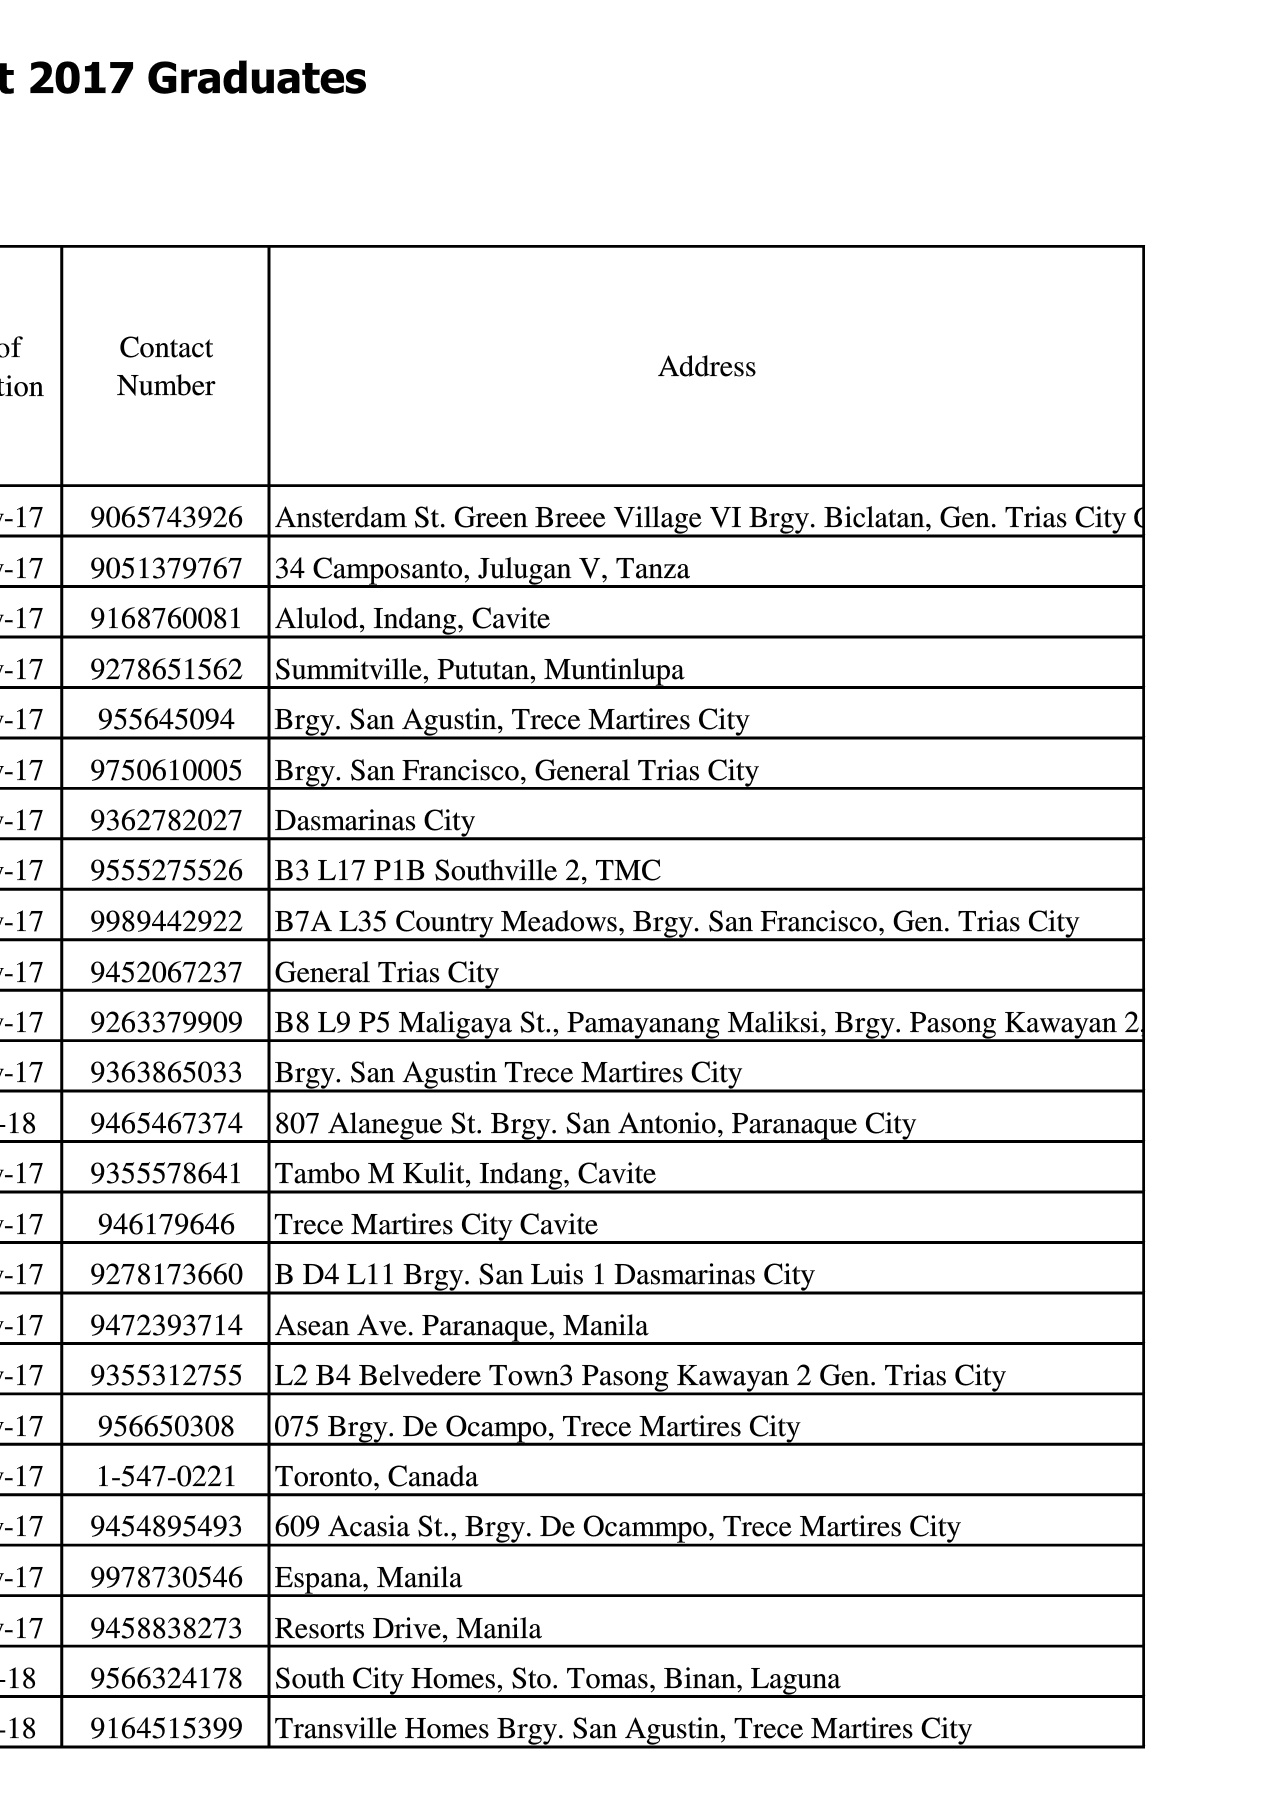 t 2017 Graduates
of
tion
Contact
Number
Address
-17 9065743926 Ansterdam St. Green Breee Village VI Brgy. Biclatan, Gen. Trias City
-17 9051379767 34 Camposanto, Julugan V, Tanza
-17 9168760081 Alulod, Indang, Cavite
-17 9278651562 Summitville, Pututan, Muntinlupa
-17 955645094 Brgy. San Agustin, Trece Martires City
-17 9750610005 Brgy. San Francisco, General Trias City
-17 9362782027 Dasmarinas City
-17 9555275526 B3 L17 P1B Southville 2, TMC
-17 9989442922 B7A L35 Country Meadows, Brgy. San Francisco, Gen. Trias City
-17 9452067237 General Trias City
-17 9263379909 B8 L9 P5 Maligaya St., Pamayanang Maliksi, Brgy. Pasong Kawayan 2,
-17 9363865033 Brgy. San Agustin Trece Martires City
-18 9465467374 807 Alanegue St. Brgy. San Antonio, Paranaque City
-17 9355578641 Tambo M Kulit, Indang, Cavite
-17 946179646 Trece Martires City Cavite
-17 9278173660 B D4 L11 Brgy. San Luis 1 Dasmarinas City
-17 9472393714 Asean Ave. Paranaque, Manila
-17 9355312755 L2 B4 Belvedere Town3 Pasong Kawayan 2 Gen. Trias City
-17 956650308 075 Brgy. De Ocampo, Trece Martires City
-17 1-547-0221 Toronto, Canada
-17 9454895493 609 Acasia St., Brgy. De Ocammpo, Trece Martires City
-17 9978730546 Espana, Manila
-17 9458838273 Resorts Drive, Manila
-18 9566324178 South City Homes, Sto. Tomas, Binan, Laguna
-18 9164515399 Transville Homes Brgy. San Agustin, Trece Martires City